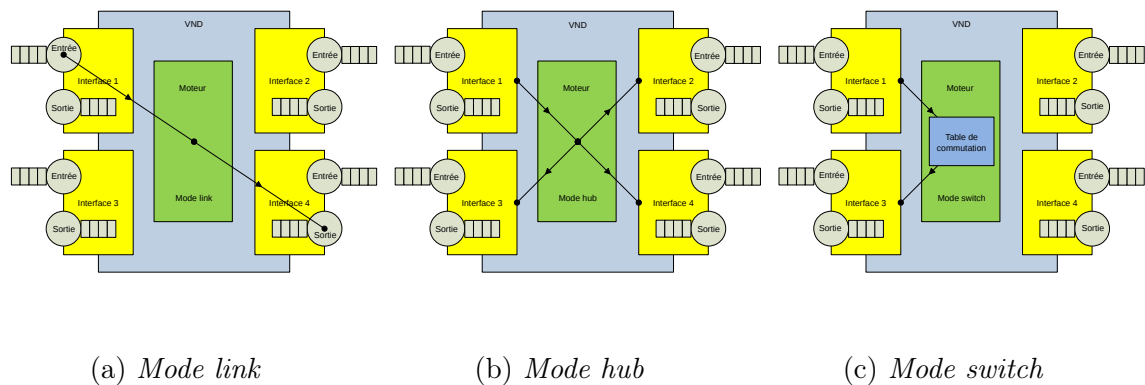 VND
Entrée
Entrée
Interface 1
Interface 2
Moteur
Sortie
Sortie
Entrée
Entrée
Mode link
Interface 3
Interface 4
Sortie
Sortie
VND
Entrée
Entrée
Interface 1
Interface 2
Moteur
Sortie
Sortie
Entrée
Entrée
Mode hub
Interface 3
Interface 4
Sortie
Sortie
VND
Entrée
Entrée
Interface 1
Interface 2
Moteur
Sortie
Sortie
Table de
commutation
Entrée
Entrée
Mode switch
Interface 3
Interface 4
Sortie
Sortie
(a) Mode link
(b) Mode hub
(c) Mode switch